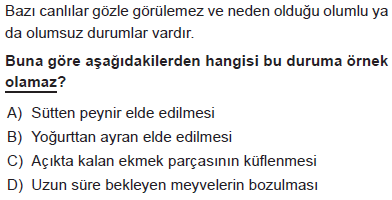 Bazı canlılar gözle görülemez ve neden olduğu olumlu ya
da olumsuz durumlar vardır.
Buna göre aşağıdakilerden hangisi bu duruma örnek
olamaz?
A) Sütten peynir elde edilmesi
B) Yoğurttan ayran elde edilmesi
C) Açıkta kalan ekmek parçasının küflenmesi
D) Uzun süre bekleyen meyvelerin bozulması